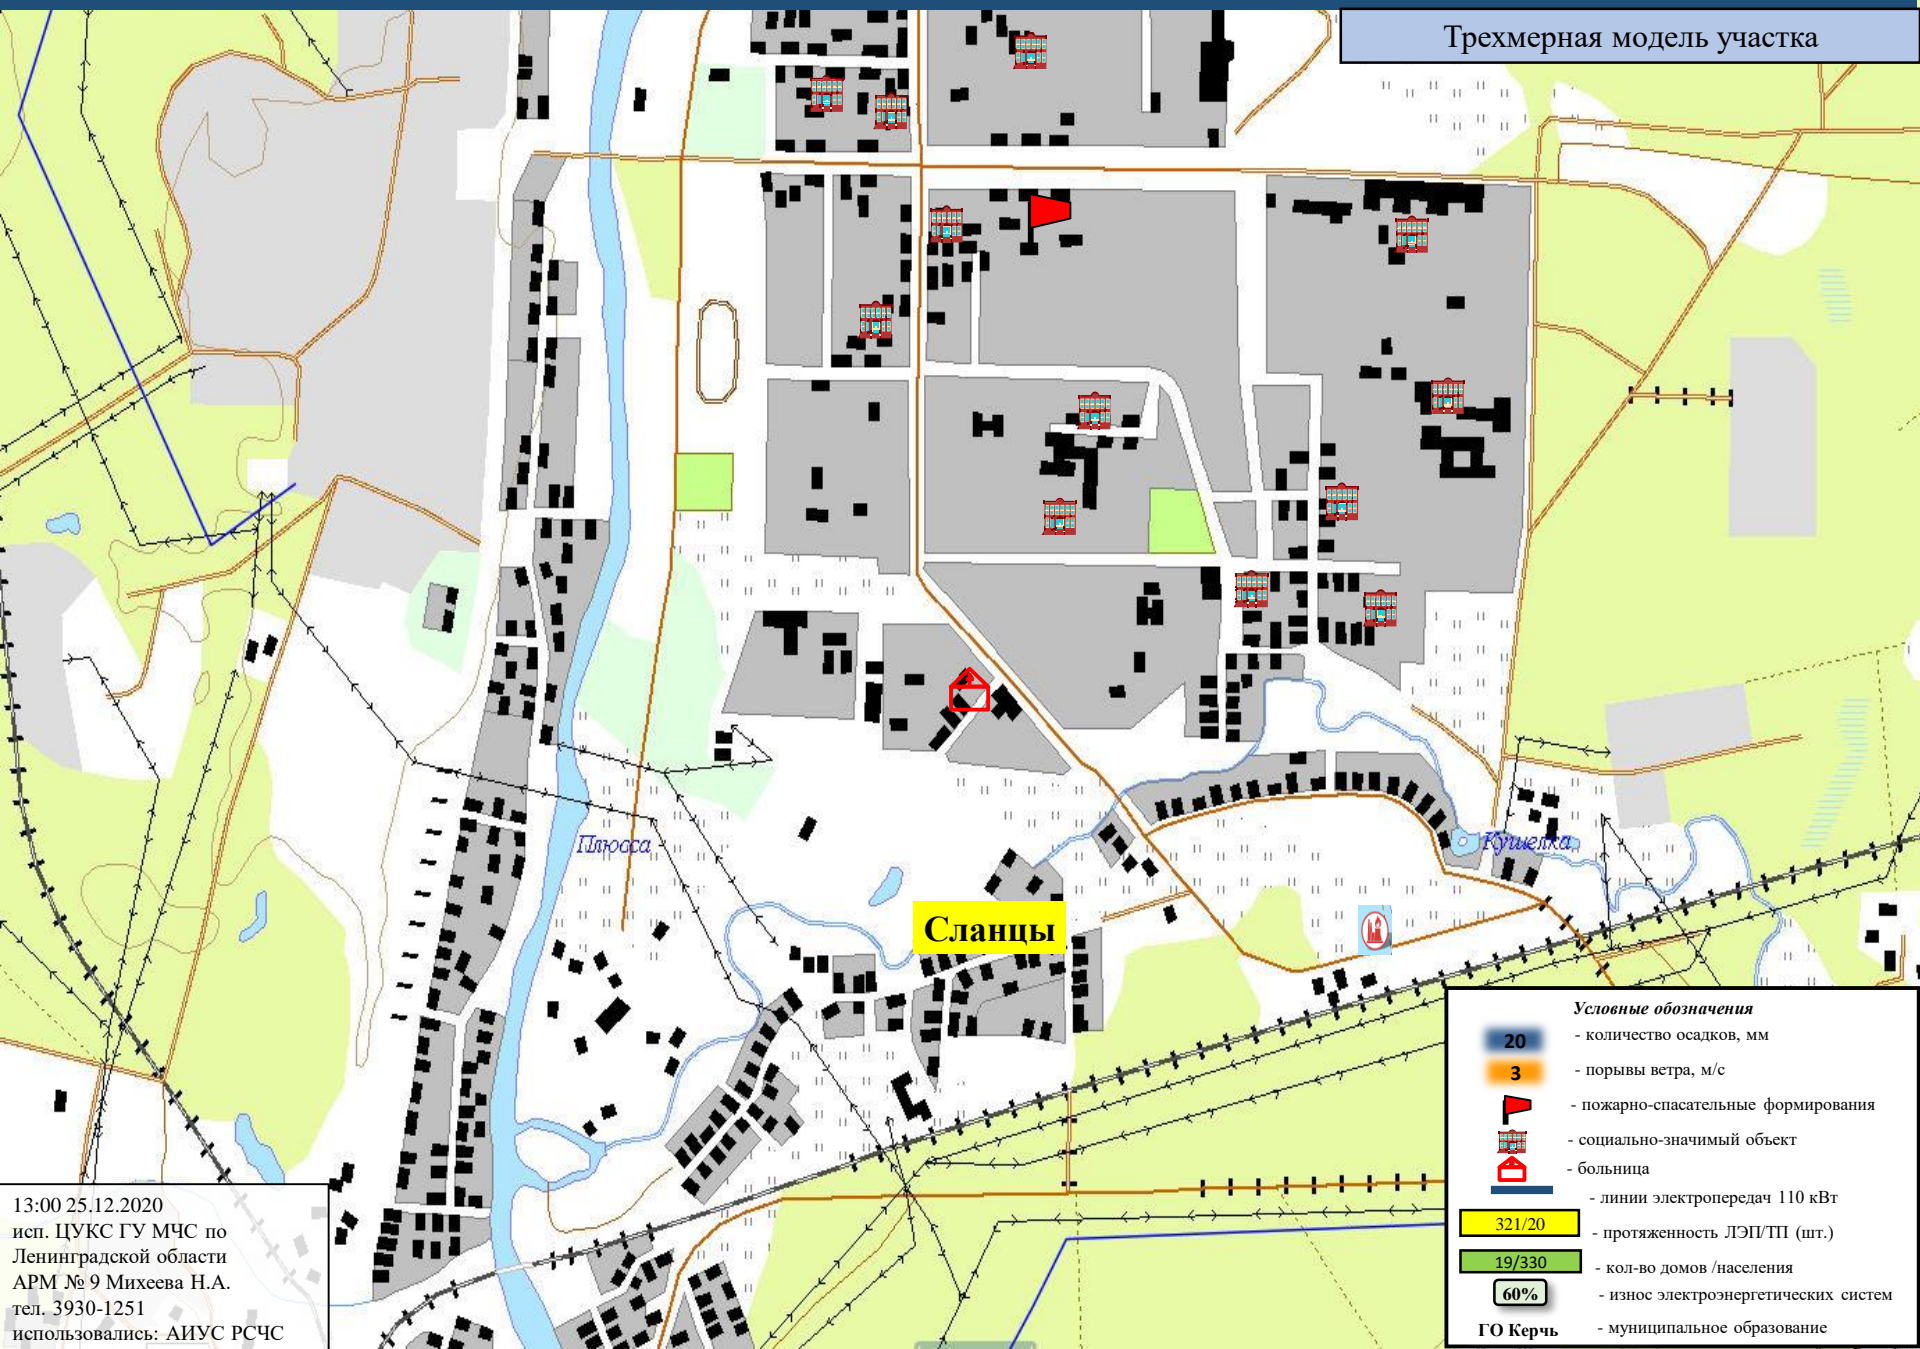 Трехмерная модель участка
Плюсса
Кушелка
Сланцы
Условные обозначения
20 - количество осадков, мм
3 - порывы ветра, м/с
- пожарно-спасательные формирования
- социально-значимый объект
- больница
- линии электропередач 110 кВт
321/20 - протяженность ЛЭП/ТП (шт.)
19/330 - кол-во домов /населения
60% - износ электроэнергетических систем
ГО Керчь - муниципальное образование
13:00 25.12.2020
исп. ЦУКС ГУ МЧС по
Ленинградской области
АРМ № 9 Михеева Н.А.
тел. 3930-1251
использовались: АИУС РСЧС